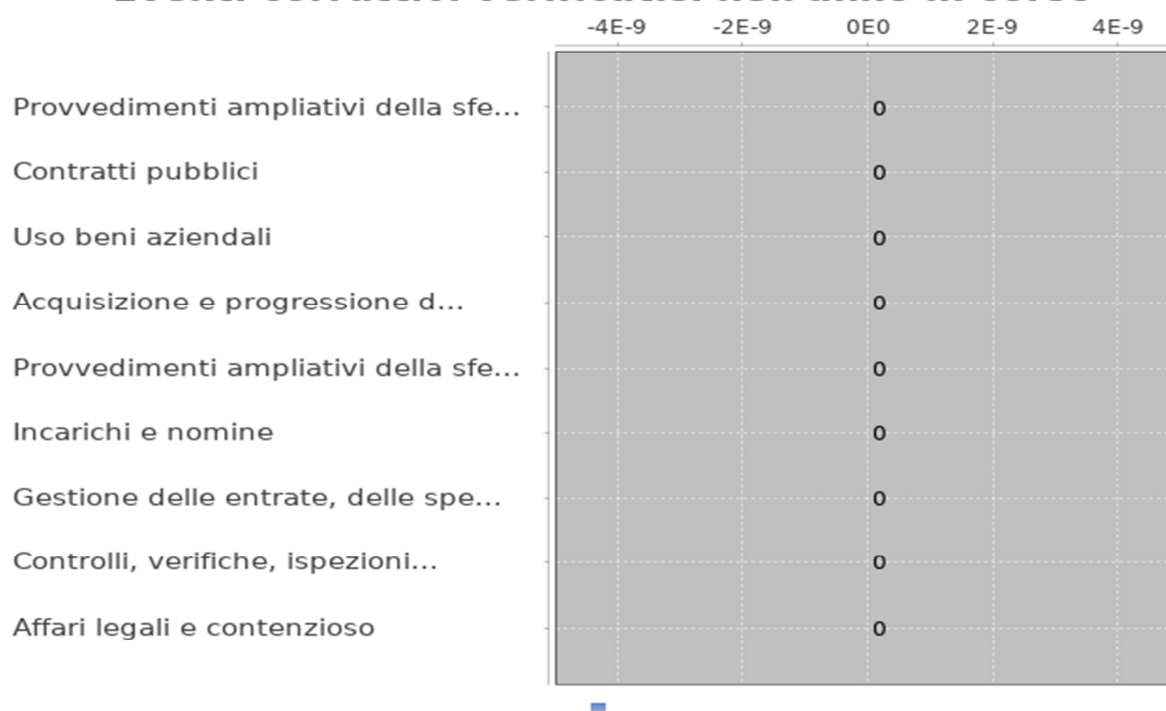 -4E-9 -2E-9 0E0 2E-9 4E-9
Provvedimenti ampliativi della sfe... 0
Contratti pubblici 0
Uso beni aziendali 0
Acquisizione e progressione d... 0
Provvedimenti ampliativi della sfe... 0
Incarichi e nomine 0
Gestione delle entrate, delle spe... 0
Controlli, verifiche, ispezioni... 0
Affari legali e contenzioso 0